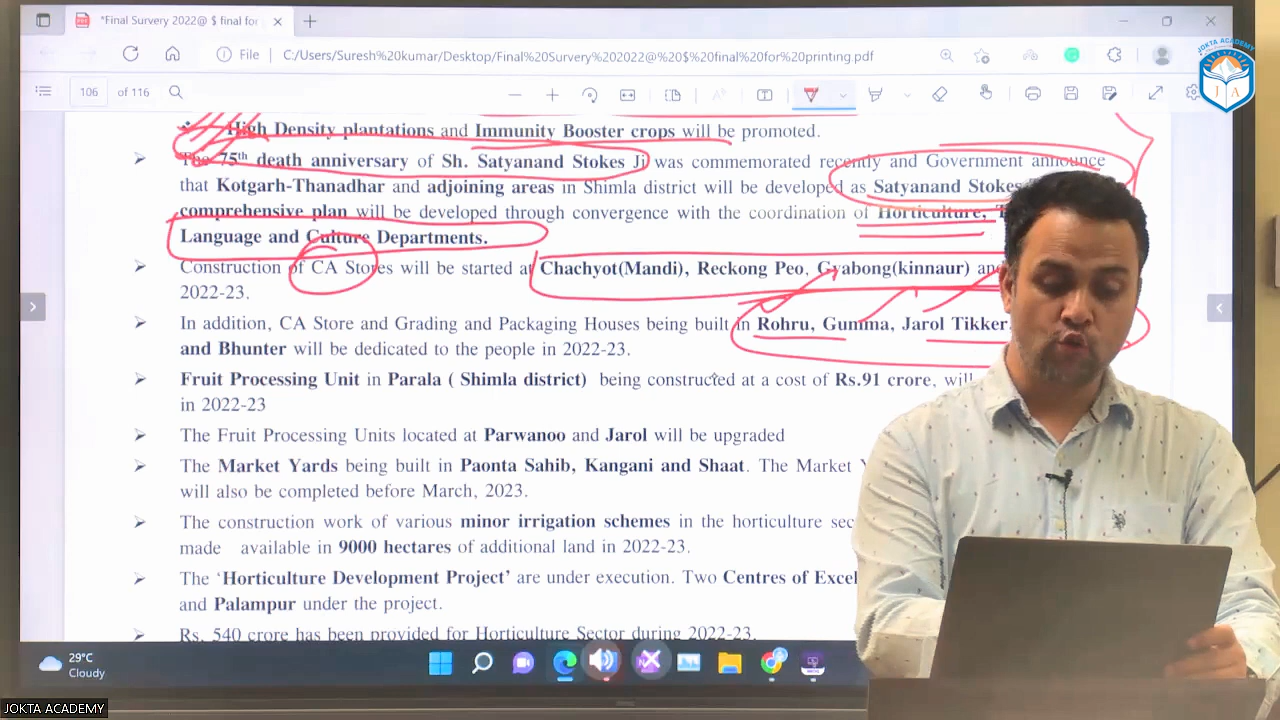 *Final Survery 2022@ $ final for
File
C:/Users/Suresh%20kumar/Desktop/Final%20Survery%202022@%20$%20final%20for%20printing.pdf
JOKTA ACADEMY
J A
106 of 116
High Density plantations and Immunity Booster crops will be promoted.
The 75th death anniversary of Sh. Satyanand Stokes Ji was commemorated recently and Government announce
that Kotgarh-Thanadhar and adjoining areas in Shimla district will be developed as Satyanand Stokes
comprehensive plan will be developed through convergence with the coordination of Horticulture,
Language and Culture Departments.
Construction of CA Stores will be started at Chachyot(Mandi), Reckong Peo, Gyabong(kinnaur) and
2022-23.
In addition, CA Store and Grading and Packaging Houses being built in Rohru, Gumma, Jarol Tikker,
and Bhunter will be dedicated to the people in 2022-23.
Fruit Processing Unit in Parala ( Shimla district) being constructed at a cost of Rs.91 crore, will
in 2022-23
The Fruit Processing Units located at Parwanoo and Jarol will be upgraded
The Market Yards being built in Paonta Sahib, Kangani and Shaat. The Market
will also be completed before March, 2023.
The construction work of various minor irrigation schemes in the horticulture sec
made available in 9000 hectares of additional land in 2022-23.
The ‘Horticulture Development Project’ are under execution. Two Centres of Excel
and Palampur under the project.
Rs. 540 crore has been provided for Horticulture Sector during 2022-23.
29°C
Cloudy
JOKTA ACADEMY